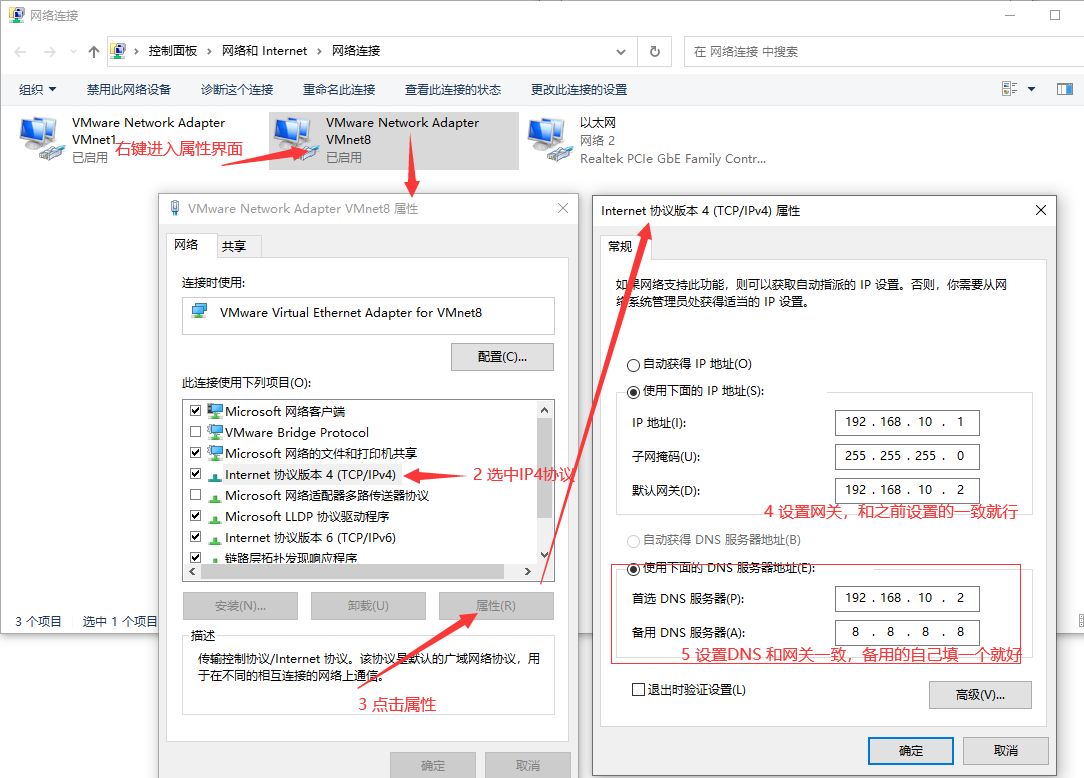 网络连接
控制面板 › 网络和 Internet › 网络连接
在 网络连接 中搜索
组织 禁用此网络设备 诊断这个连接 重命名此连接 查看此连接的状态 更改此连接的设置
VMware Network Adapter
VMnet1
已启用
右键进入属性界面
VMware Network Adapter
VMnet8
已启用
以太网
网络 2
Realtek PCIe GbE Family Contr...
VMware Network Adapter VMnet8 属性
网络 共享
连接时使用:
VMware Virtual Ethernet Adapter for VMnet8
配置(C)...
此连接使用下列项目(O):
Microsoft 网络客户端
VMware Bridge Protocol
Microsoft 网络的文件和打印机共享
Internet 协议版本 4 (TCP/IPv4)
2 选中IP4协议
Microsoft 网络适配器多路传送器协议
Microsoft LLDP 协议驱动程序
Internet 协议版本 6 (TCP/IPv6)
链路层拓扑发现响应程序
安装(N)... 卸载(U) 属性(R)
描述
传输控制协议/Internet 协议。该协议是默认的广域网络协议，用
于在不同的相互连接的网络上通信。
3 点击属性
确定 取消
3 个项目 选中 1 个项目
Internet 协议版本 4 (TCP/IPv4) 属性
常规
如果网络支持此功能，则可以获取自动指派的 IP 设置。否则，你需要从网
络系统管理员处获得适当的 IP 设置。
自动获得 IP 地址(O)
使用下面的 IP 地址(S):
IP 地址(I): 192 . 168 . 10 . 1
子网掩码(U): 255 . 255 . 255 . 0
默认网关(D): 192 . 168 . 10 . 2
4 设置网关，和之前设置的一致就行
自动获得 DNS 服务器地址(B)
使用下面的 DNS 服务器地址(E):
首选 DNS 服务器(P): 192 . 168 . 10 . 2
备用 DNS 服务器(A): 8 . 8 . 8 . 8
5 设置DNS 和网关一致，备用的自己填一个就好
退出时验证设置(L)
高级(V)...
确定 取消